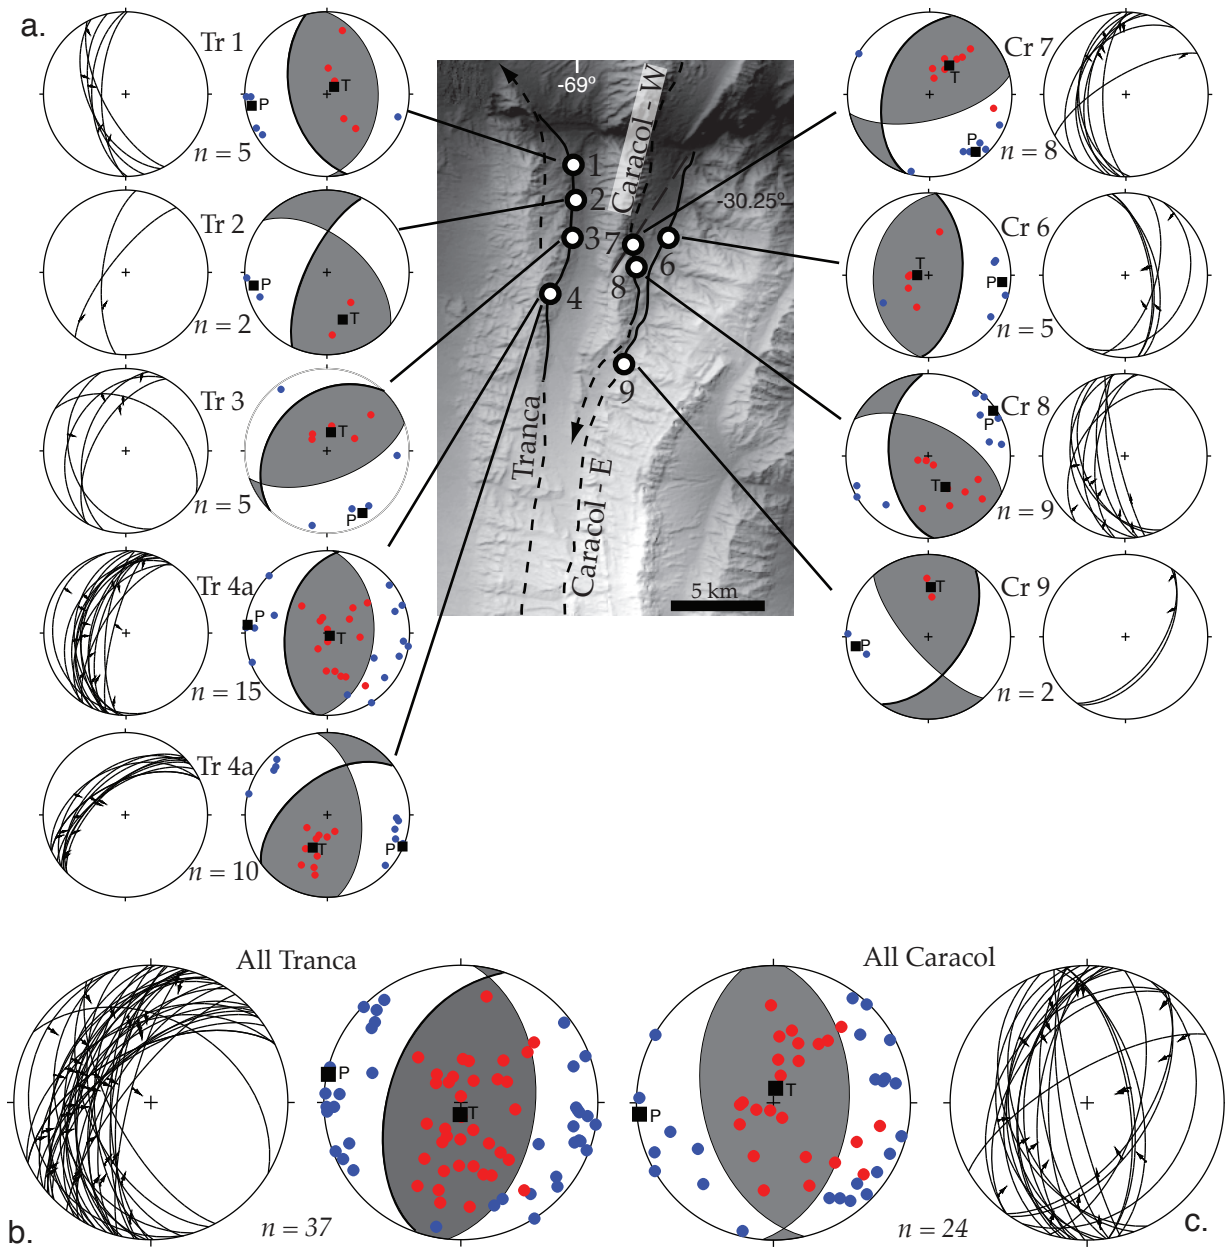 a.
Tr 1
P
T
n = 5
Tr 2
P
T
n = 2
Tr 3
T
P
n = 5
Tr 4a
P
T
n = 15
Tr 4a
T
P
n = 10
-69º
Caracol - W
-30.25º
1
2
3
4
7
6
8
9
Tranca
Caracol - E
5 km
Cr 7
T
P
n = 8
Cr 6
T
P
n = 5
Cr 8
P
T
n = 9
Cr 9
T
P
n = 2
All Tranca
P
T
n = 37
b.
All Caracol
T
P
n = 24
c.